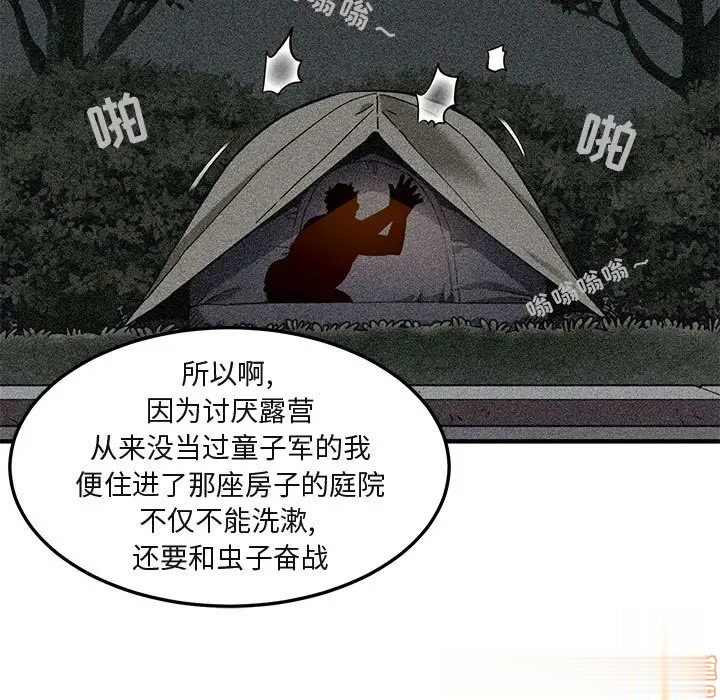 嗡嗡嗡~
啪
啪
嗡嗡嗡嗡~
所以啊,
因为讨厌露营
从来没当过童子军的我
便住进了那座房子的庭院
不仅不能洗漱,
还要和虫子奋战